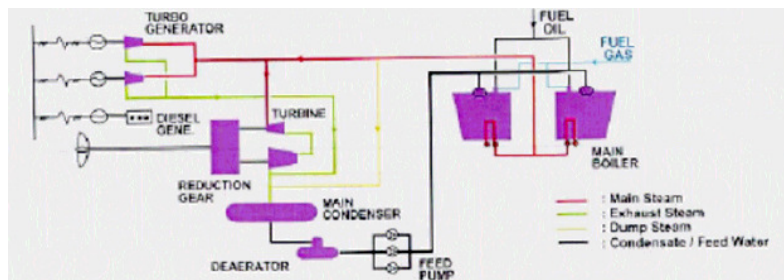 TURBO
GENERATOR
FUEL
OIL
FUEL
GAS
DIESEL
GENE.
TURBINE
REDUCTION
GEAR
MAIN
BOILER
MAIN
CONDENSER
DEAERATOR
FEED
PUMP
: Main Steam
: Exhaust Steam
: Dump Steam
: Condensate / Feed Water